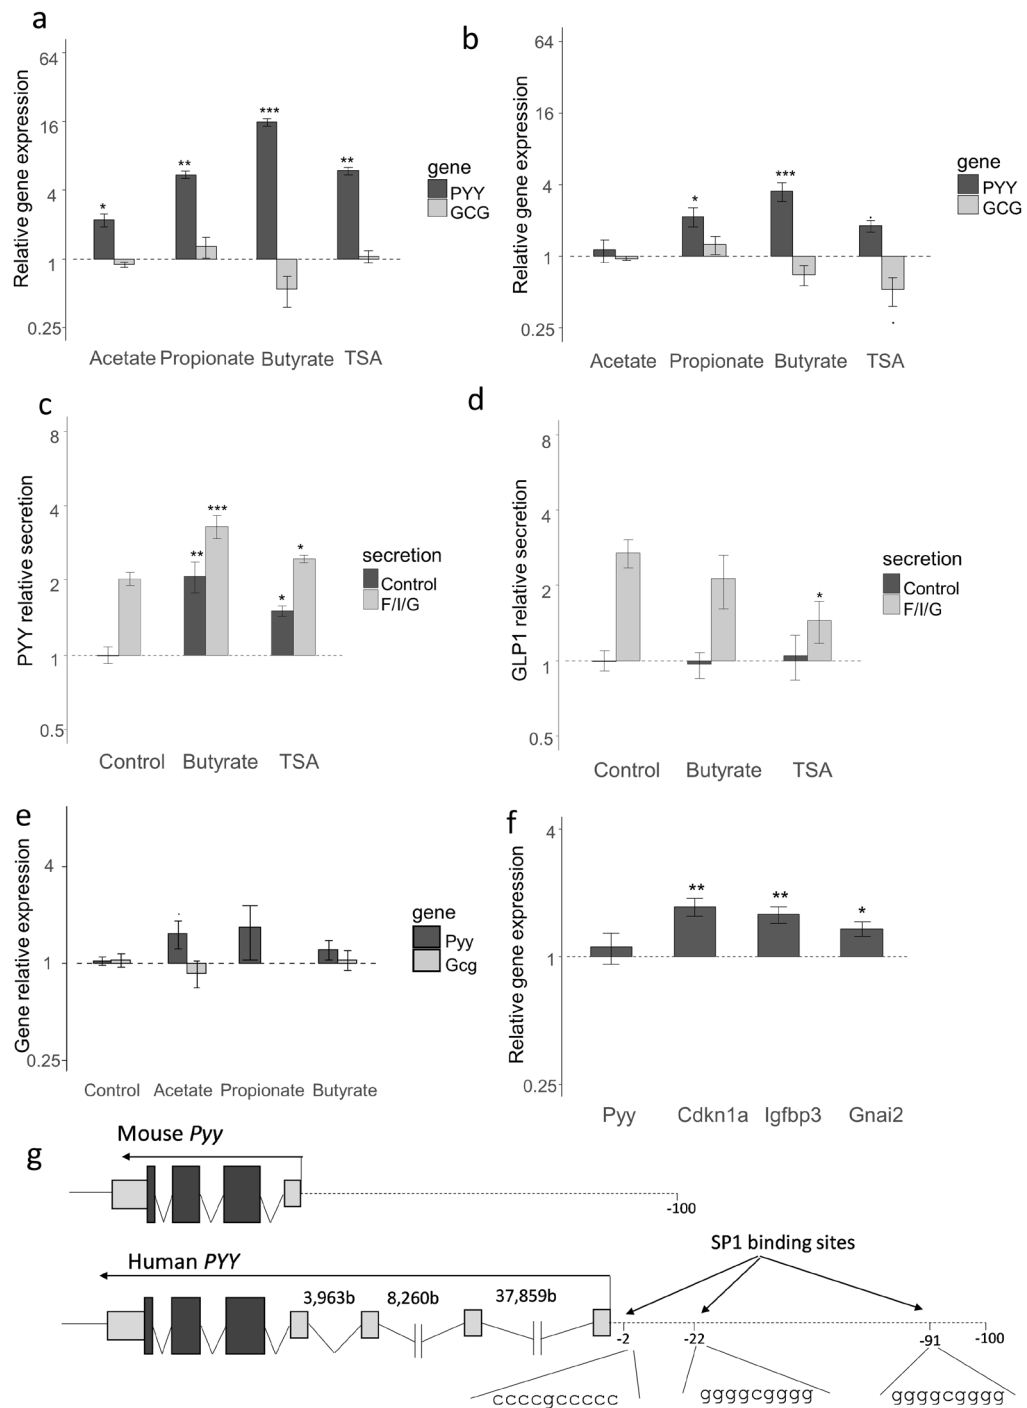 a
Relative gene expression
64
16
4
1
0.25
*
**
***
**
gene
PYY
GCG
Acetate Propionate Butyrate TSA
b
Relative gene expression
64
16
4
1
0.25
*
***
.
.
gene
PYY
GCG
Acetate Propionate Butyrate TSA
c
PYY relative secretion
8
4
2
1
0.5
**
***
*
*
secretion
Control
F/I/G
Control Butyrate TSA
d
GLP1 relative secretion
8
4
2
1
0.5
*
secretion
Control
F/I/G
Control Butyrate TSA
e
Gene relative expression
4
1
0.25
.
gene
Pyy
Gcg
Control Acetate Propionate Butyrate
f
Relative gene expression
4
1
0.25
**
**
*
Pyy Cdkn1a Igfbp3 Gnai2
g
Mouse Pyy
-100
SP1 binding sites
Human PYY
3,963b 8,260b 37,859b
-2 -22 -91 -100
ccccgccccc ggggcgggg ggggcgggg